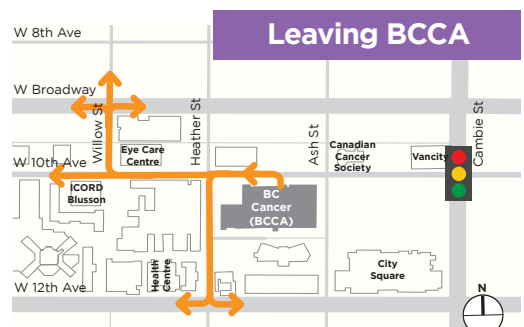 Leaving BCCA
W 8th Ave
W Broadway
Willow St
Heather St
Ash St
Cambie St
Eye Care
Centre
Canadian
Cancer
Society
Vancity
W 10th Ave
ICORD
Blusson
BC
Cancer
(BCCA)
Health
Centre
City
Square
W 12th Ave
N